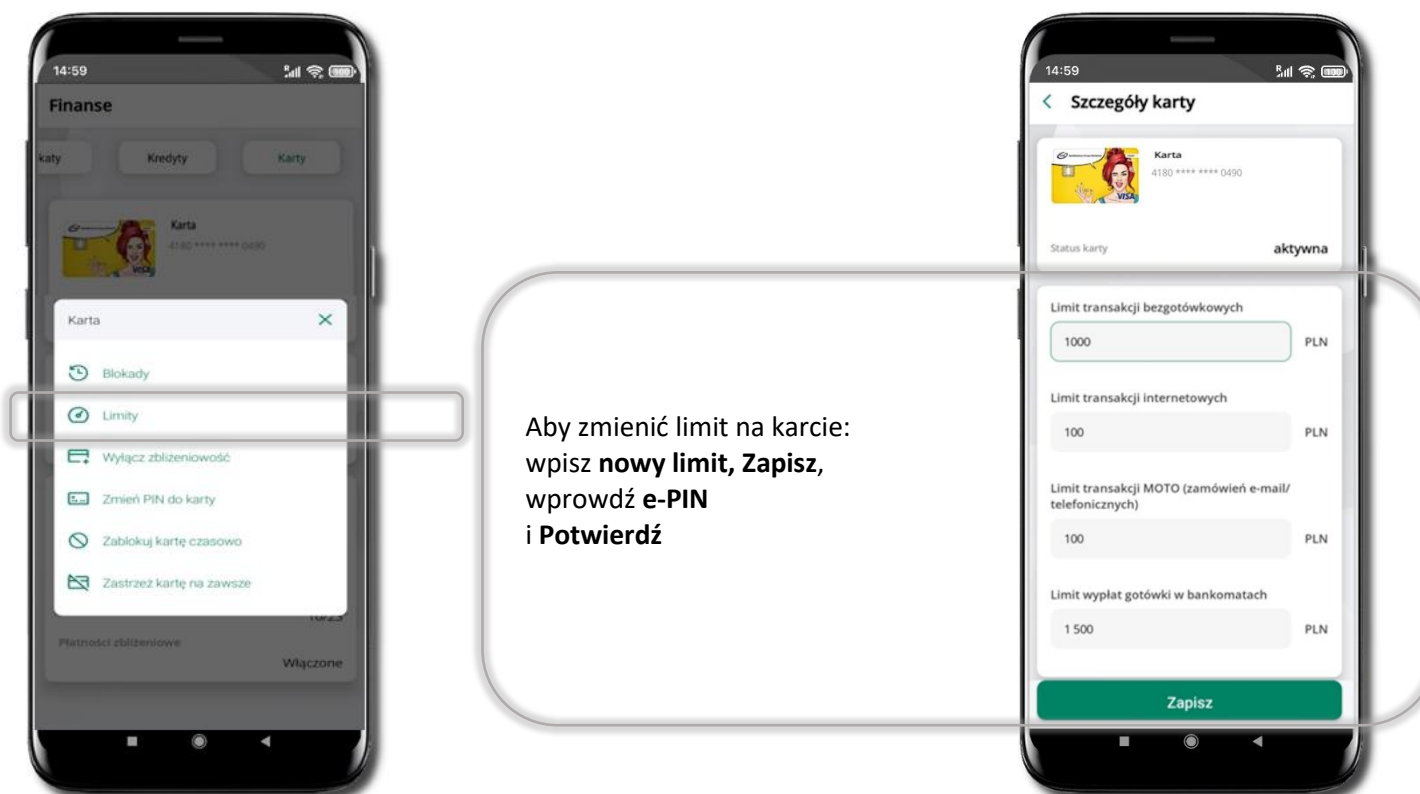 14:59
Finanse
katy
Kredyty
Karty
Karta
4180 **** **** 0490
VISA
Karta
Blokady
Limity
Wyłącz zbliżeniowość
Zmień PIN do karty
Zablokuj kartę czasowo
Zastrzeż kartę na zawsze
10/23
Płatności zbliżeniowe
Włączone
Aby zmienić limit na karcie:
wpisz nowy limit, Zapisz,
wprowdź e-PIN
i Potwierdź
14:59
Szczegóły karty
Karta
4180 **** **** 0490
VISA
Status karty
aktywna
Limit transakcji bezgotówkowych
1000 PLN
Limit transakcji internetowych
100 PLN
Limit transakcji MOTO (zamówień e-mail/
telefonicznych)
100 PLN
Limit wypłat gotówki w bankomatach
1 500 PLN
Zapisz